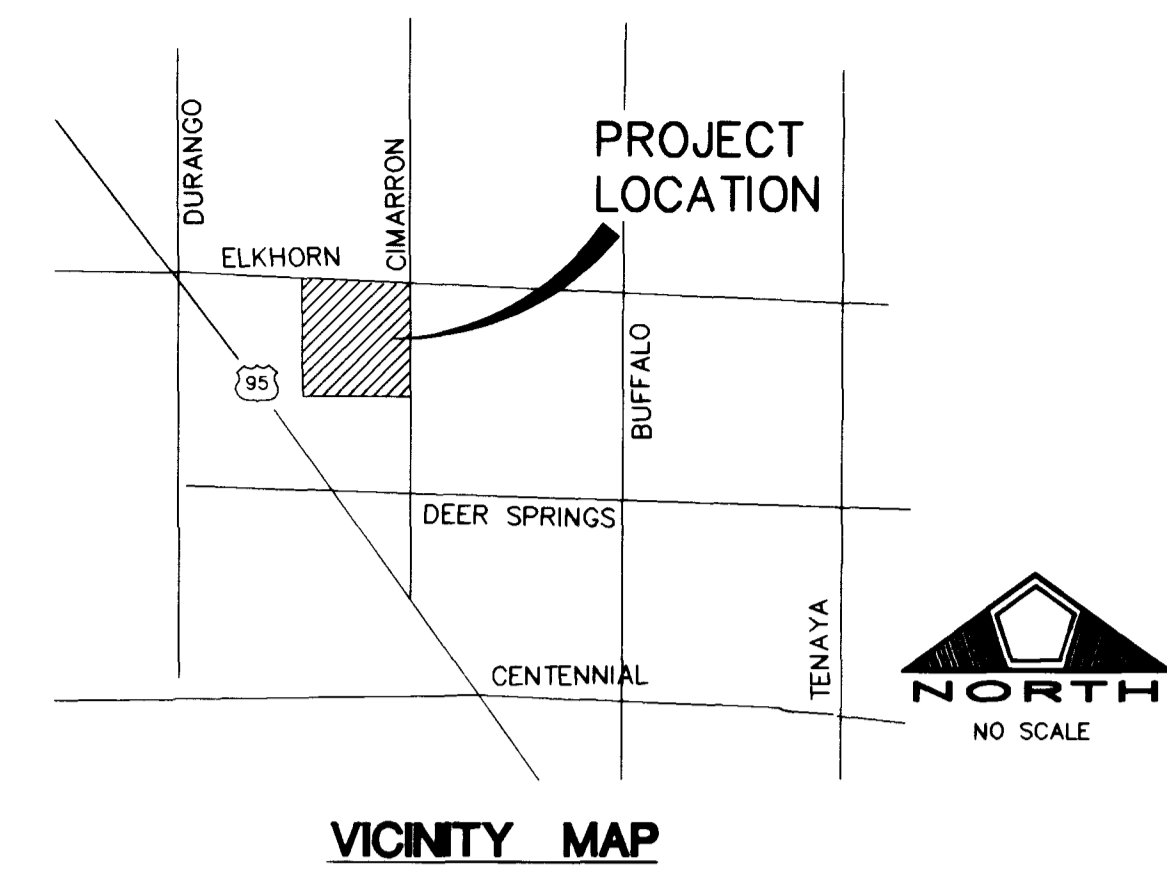 PROJECT
LOCATION
DURANGO
CIMARRON
ELKHORN
95
BUFFALO
DEER SPRINGS
TENAYA
CENTENNIAL
NORTH
NO SCALE
VICINITY MAP